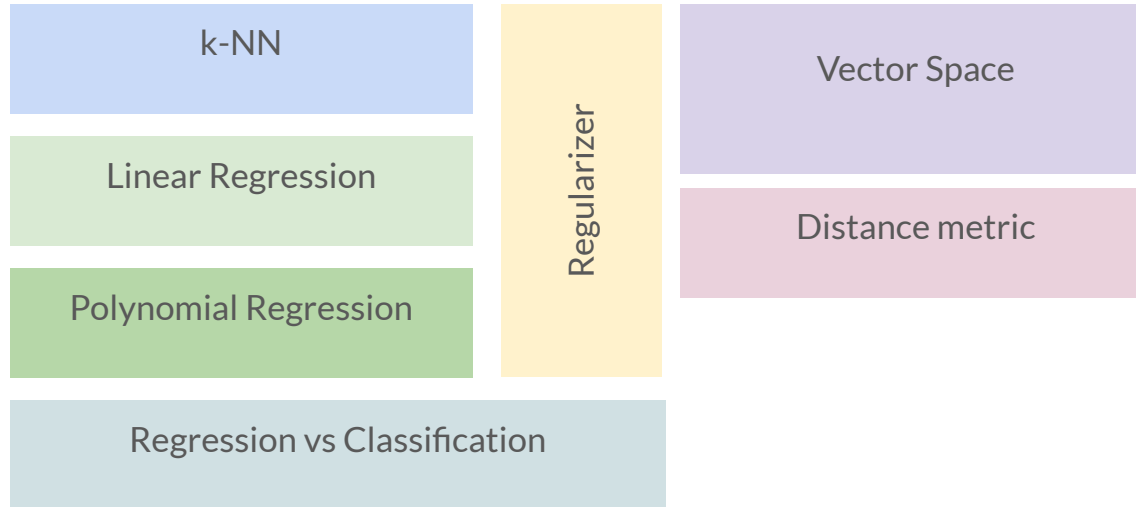 k-NN
Linear Regression
Polynomial Regression
Regression vs Classification
Regularizer
Vector Space
Distance metric